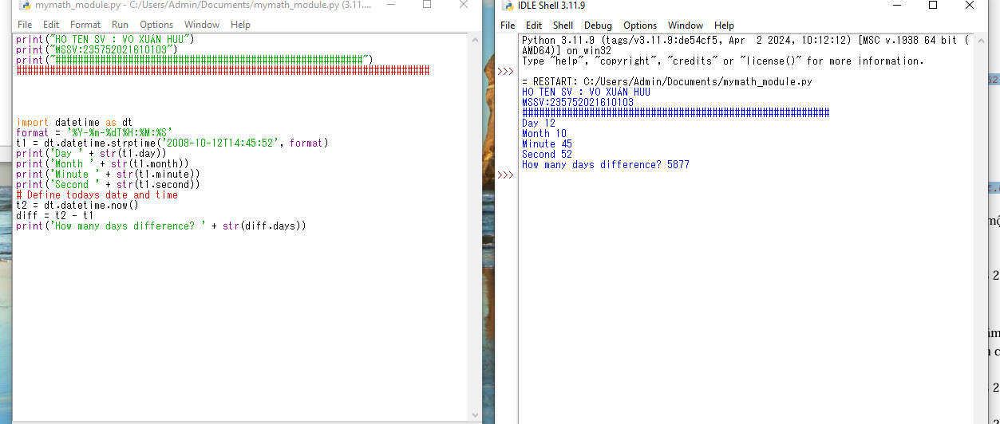 mymath_module.py - C:/Users/Admin/Documents/mymath_module.py (3.11....
File Edit Format Run Options Window Help
print("HO TEN SV : VO XUÁN HUU")
print("MSSV:235752021610103")
print("#######################################################")
##########################################################################
import datetime as dt
format = '%Y-%m-%dT%H:%M:%S'
t1 = dt.datetime.strptime('2008-10-12T14:45:52', format)
print('Day ' + str(t1.day))
print('Month ' + str(t1.month))
print('Minute ' + str(t1.minute))
print('Second ' + str(t1.second))
# Define todays date and time
t2 = dt.datetime.now()
diff = t2 - t1
print('How many days difference? ' + str(diff.days))
IDLE Shell 3.11.9
File Edit Shell Debug Options Window Help
Python 3.11.9 (tags/v3.11.9:de54cf5, Apr  2 2024, 10:12:12) [MSC v.1938 64 bit (
AMD64)] on win32
Type "help", "copyright", "credits" or "license()" for more information.
>>>
= RESTART: C:/Users/Admin/Documents/mymath_module.py
HO TEN SV : VO XUÁN HUU
MSSV:235752021610103
#######################################################
Day 12
Month 10
Minute 45
Second 52
How many days difference? 5877
>>>